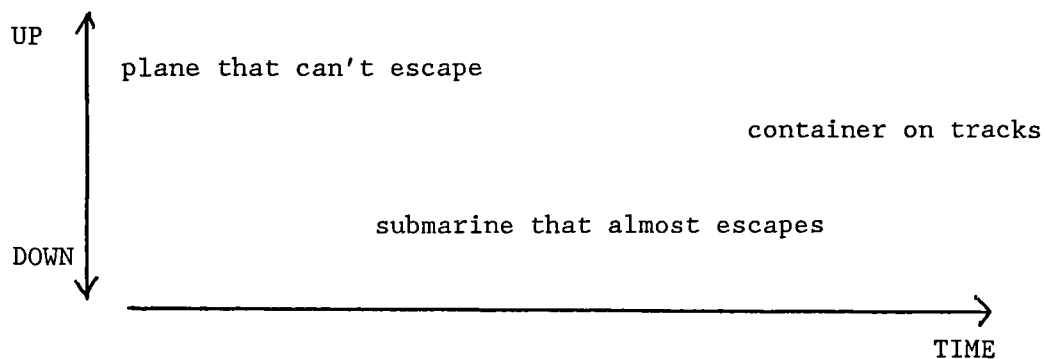 UP
plane that can't escape
container on tracks
submarine that almost escapes
DOWN
TIME